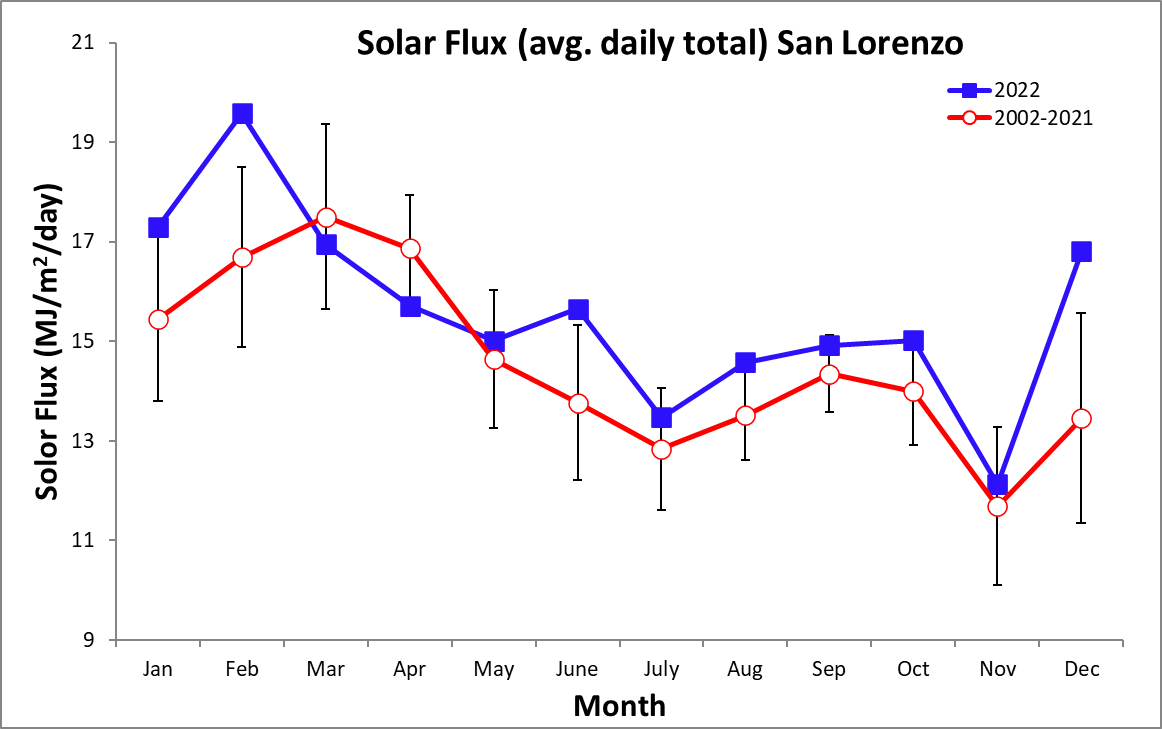 Solar Flux (avg. daily total) San Lorenzo
2022
2002-2021
Solor Flux (MJ/m²/day)
21
19
17
15
13
11
9
Jan Feb Mar Apr May June July Aug Sep Oct Nov Dec
Month